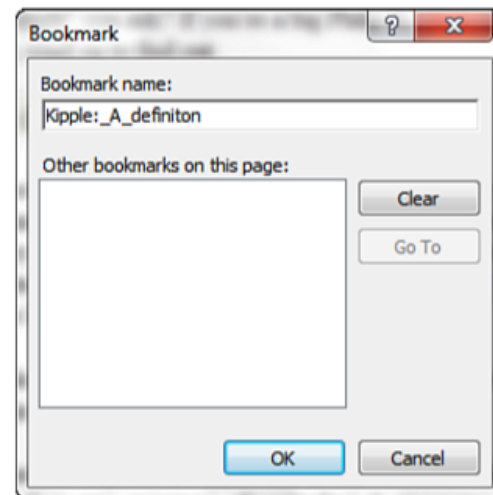 Bookmark
Bookmark name:
Kipple:_A_definiton
Other bookmarks on this page:
Clear
Go To
OK
Cancel